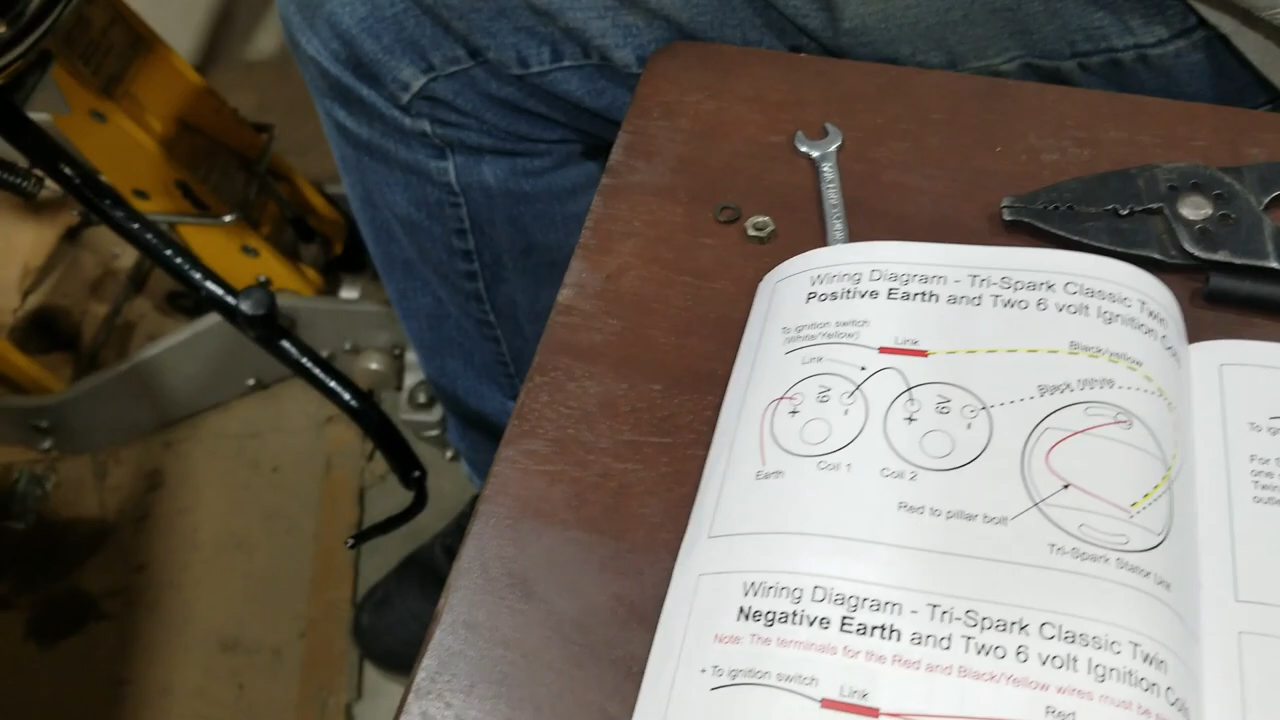 Wiring Diagram - Tri-Spark Classic Twin
Positive Earth and Two 6 volt Ignition
To ignition switch
(White/Yellow)
Link
Black/yellow
Link
Black
6V
+
-
6V
+
-
Earth
Coil 1
Coil 2
Red to pillar bolt
Tri-Spark Stator Unit
Wiring Diagram - Tri-Spark Classic Twin
Negative Earth and Two 6 volt Ignition
Note: The terminals for the Red and Black/Yellow wires must be
+ To ignition switch
Link
Red